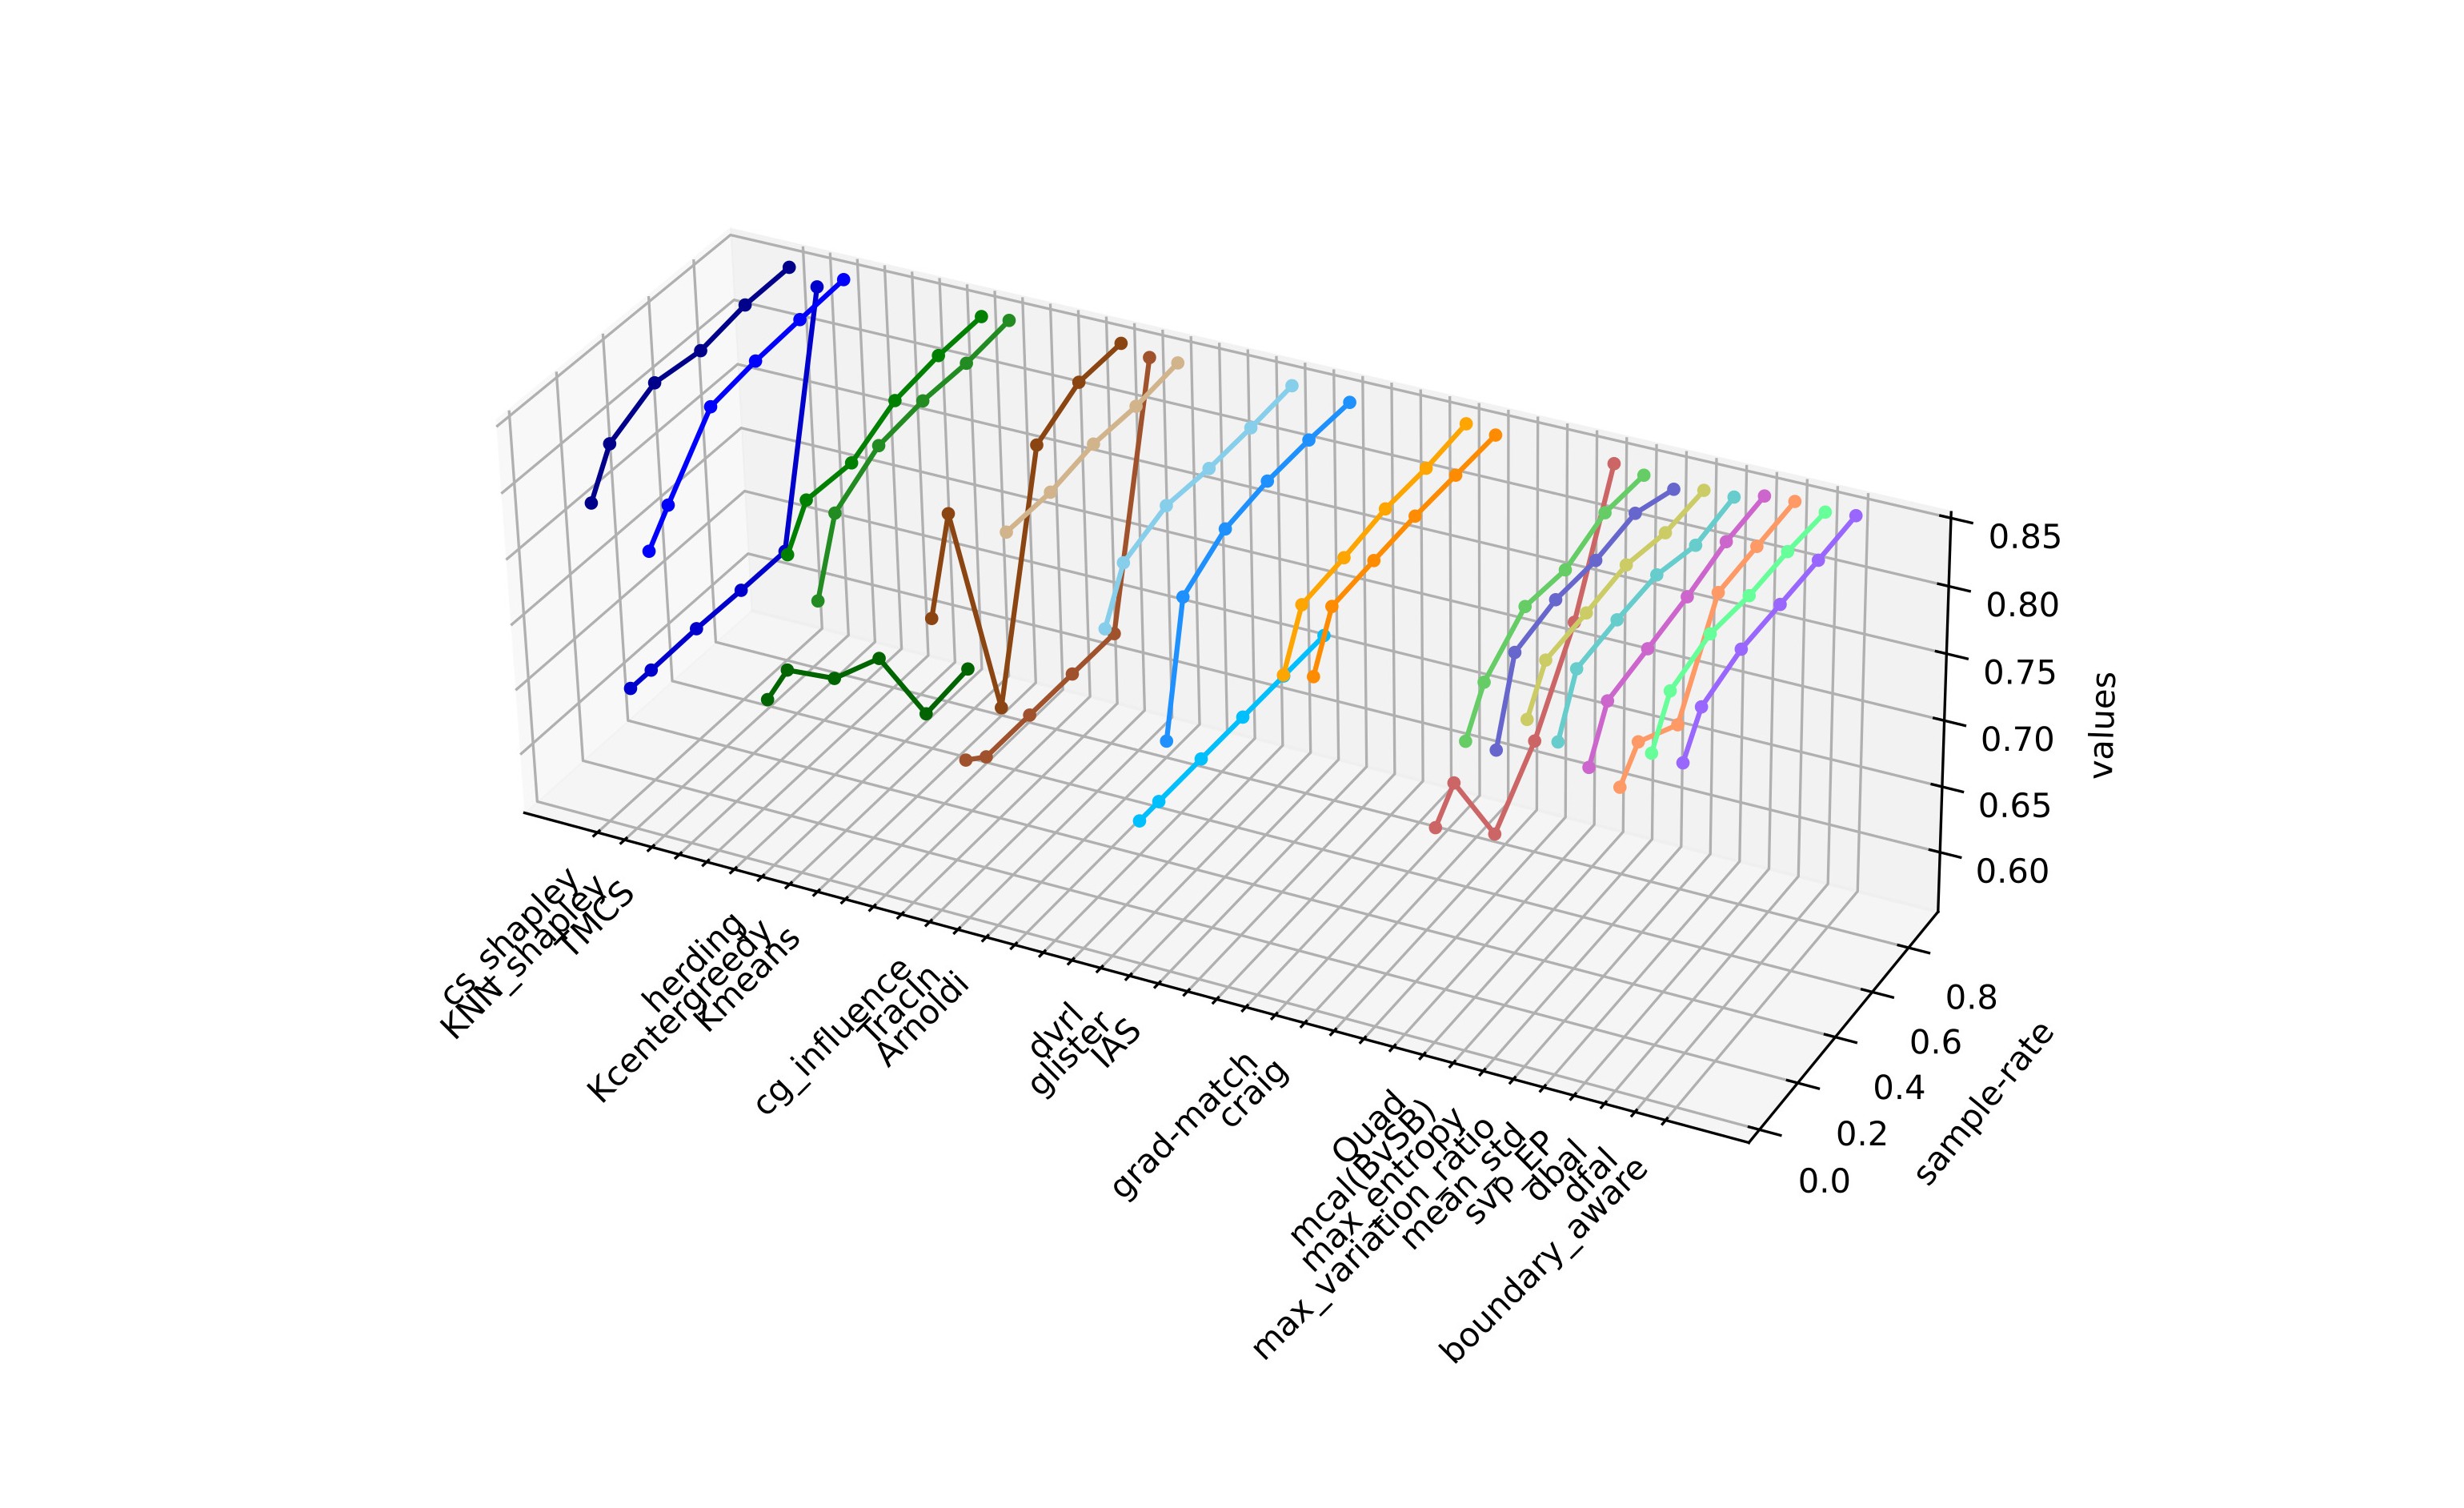 cs_shapley
KNN_shapley
TMCS
herding
Kcentergreedy
Kmeans
cg_influence
TracIn
Arnoldi
dvrl
glister
IAS
grad-match
craig
Quad
mcal(BvSB)
max_entropy
max_variation_ratio
mean_std
svp_EP
dbal
dfal
boundary_aware
0.0
0.2
0.4
0.6
0.8
sample-rate
0.85
0.80
0.75
0.70
0.65
0.60
values